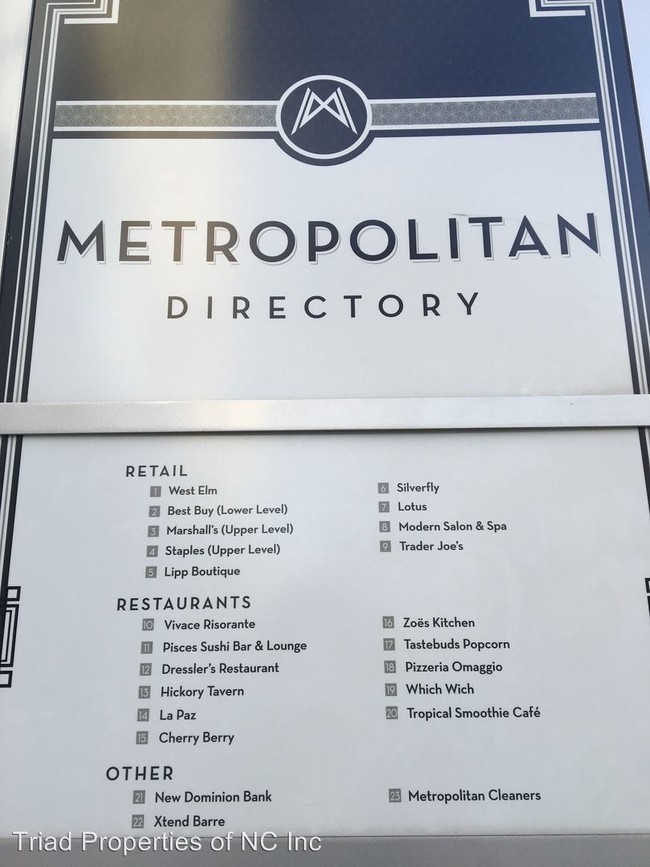 METROPOLITAN
DIRECTORY
RETAIL
1 West Elm
2 Best Buy (Lower Level)
3 Marshall's (Upper Level)
4 Staples (Upper Level)
5 Lipp Boutique
6 Silverfly
7 Lotus
8 Modern Salon & Spa
9 Trader Joe's
RESTAURANTS
10 Vivace Risorante
11 Pisces Sushi Bar & Lounge
12 Dressler's Restaurant
13 Hickory Tavern
14 La Paz
15 Cherry Berry
16 Zoës Kitchen
17 Tastebuds Popcorn
18 Pizzeria Omaggio
19 Which Wich
20 Tropical Smoothie Café
OTHER
21 New Dominion Bank
22 Xtend Barre
23 Metropolitan Cleaners
Triad Properties of NC Inc